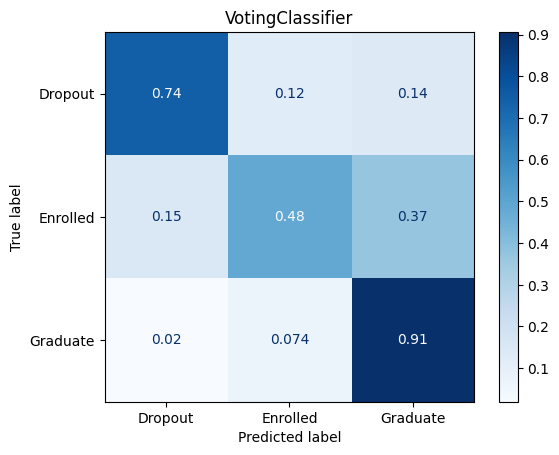 VotingClassifier
True label
Dropout 0.74 0.12 0.14
Enrolled 0.15 0.48 0.37
Graduate 0.02 0.074 0.91
Dropout Enrolled Graduate
Predicted label
0.9
0.8
0.7
0.6
0.5
0.4
0.3
0.2
0.1